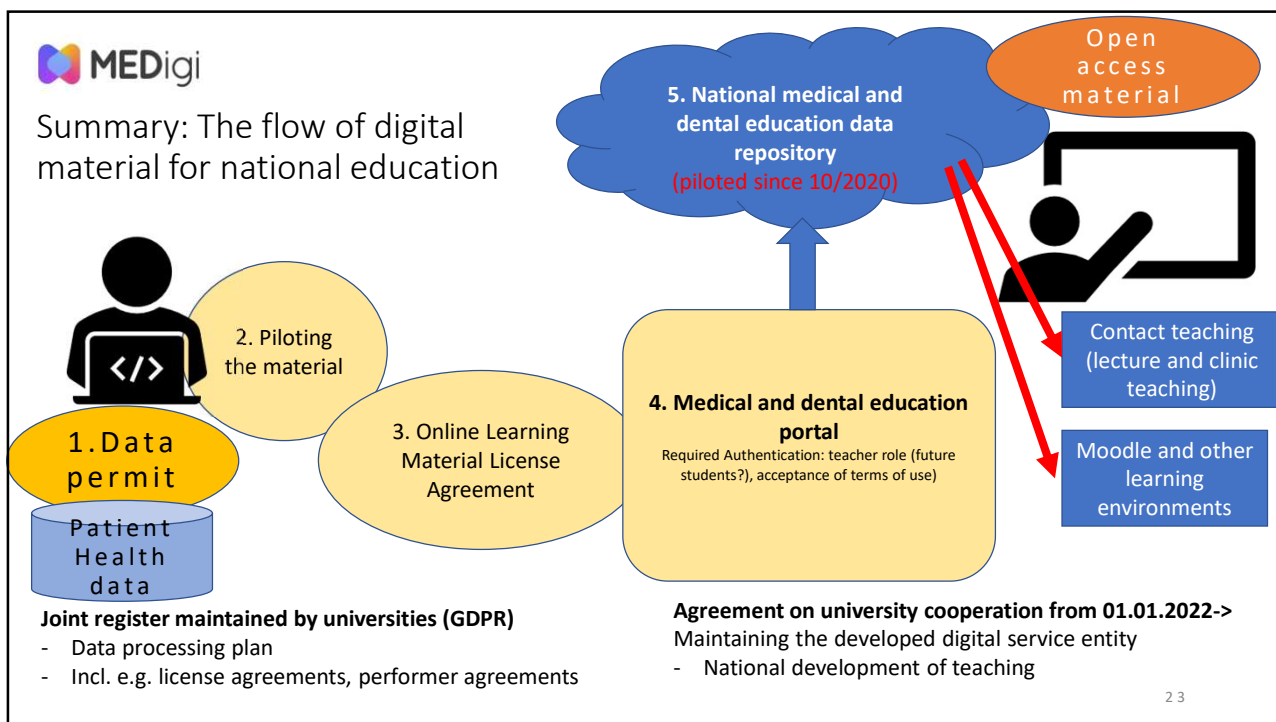 MEDigi
Summary: The flow of digital
material for national education
Open
access
material
5. National medical and
dental education data
repository
(piloted since 10/2020)
</>
2. Piloting
the material
1.Data
permit
Patient
Health
data
3. Online Learning
Material License
Agreement
4. Medical and dental education
portal
Required Authentication: teacher role (future
students?), acceptance of terms of use)
Contact teaching
(lecture and clinic
teaching)
Moodle and other
learning
environments
Joint register maintained by universities (GDPR)
- Data processing plan
- Incl. e.g. license agreements, performer agreements
Agreement on university cooperation from 01.01.2022->
Maintaining the developed digital service entity
- National development of teaching
23